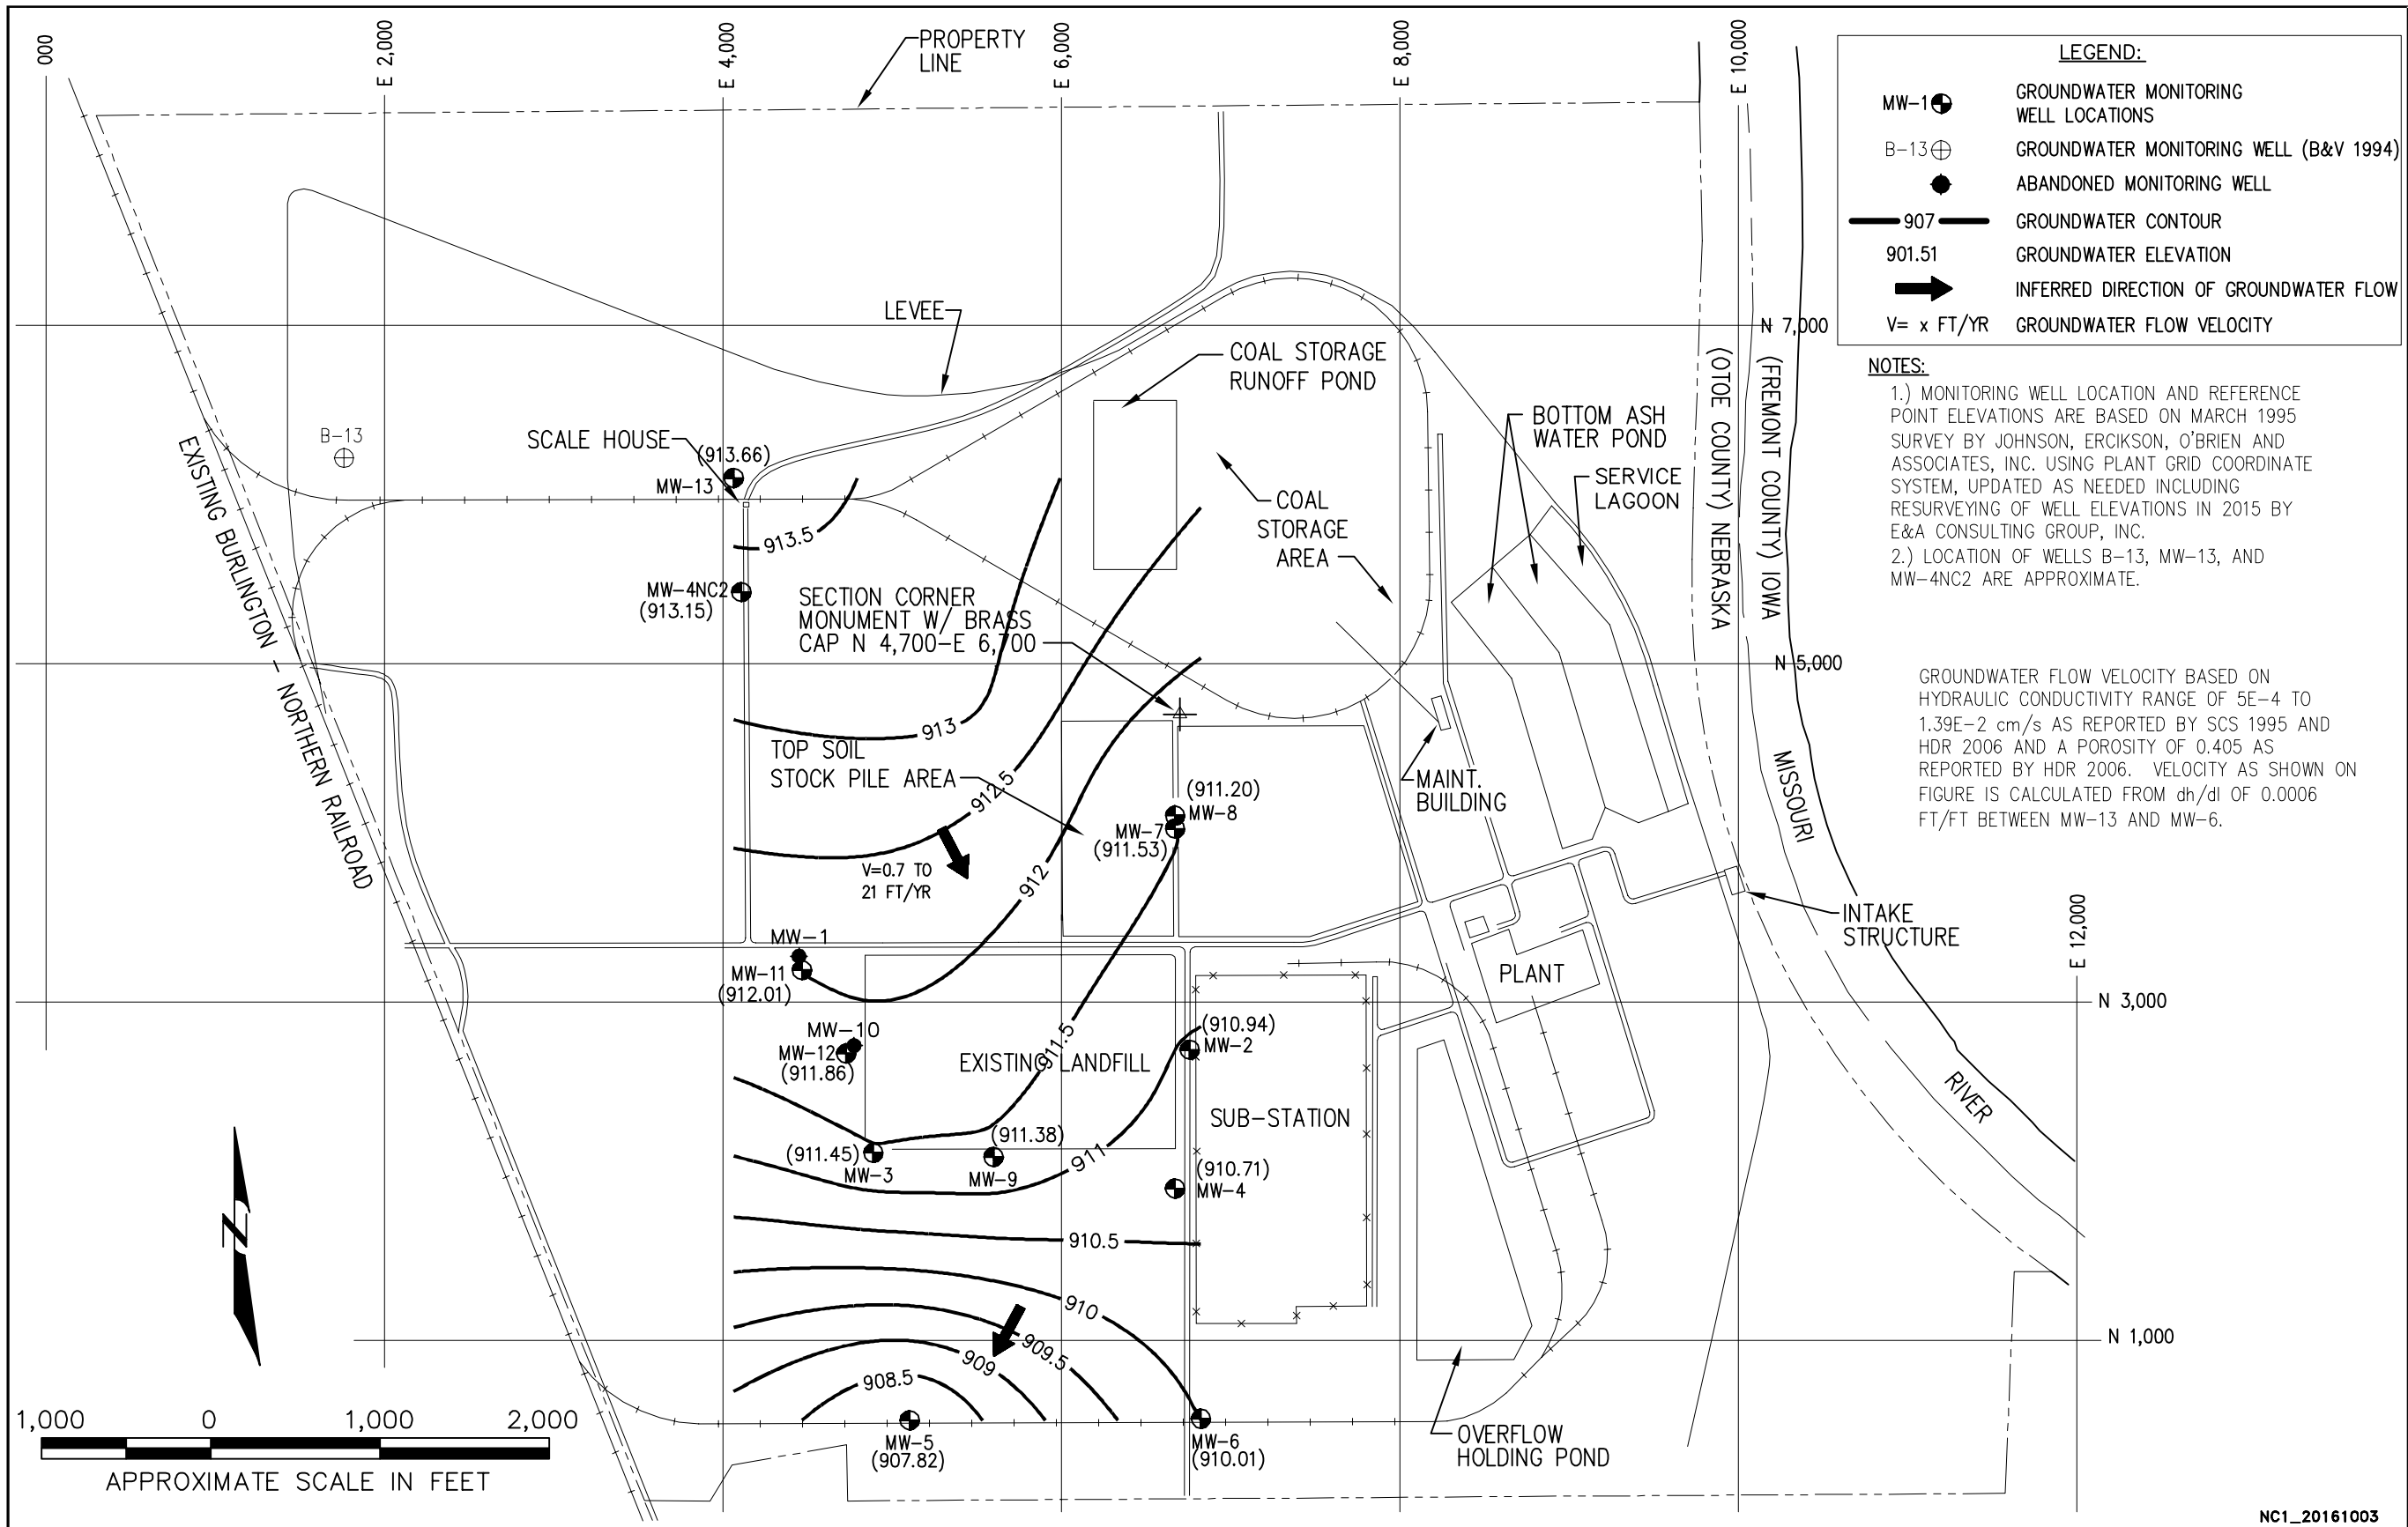 000
E 2,000
E 4,000
E 6,000
E 8,000
E 10,000
PROPERTY
LINE
LEGEND:
MW-1
GROUNDWATER MONITORING
WELL LOCATIONS
B-13
GROUNDWATER MONITORING WELL (B&V 1994)
ABANDONED MONITORING WELL
907
GROUNDWATER CONTOUR
901.51
GROUNDWATER ELEVATION
INFERRED DIRECTION OF GROUNDWATER FLOW
V= x FT/YR
GROUNDWATER FLOW VELOCITY
NOTES:
1.) MONITORING WELL LOCATION AND REFERENCE
POINT ELEVATIONS ARE BASED ON MARCH 1995
SURVEY BY JOHNSON, ERCIKSON, O'BRIEN AND
ASSOCIATES, INC. USING PLANT GRID COORDINATE
SYSTEM, UPDATED AS NEEDED INCLUDING
RESURVEYING OF WELL ELEVATIONS IN 2015 BY
E&A CONSULTING GROUP, INC.
2.) LOCATION OF WELLS B-13, MW-13, AND
MW-4NC2 ARE APPROXIMATE.
GROUNDWATER FLOW VELOCITY BASED ON
HYDRAULIC CONDUCTIVITY RANGE OF 5E-4 TO
1.39E-2 cm/s AS REPORTED BY SCS 1995 AND
HDR 2006 AND A POROSITY OF 0.405 AS
REPORTED BY HDR 2006. VELOCITY AS SHOWN ON
FIGURE IS CALCULATED FROM dh/dl OF 0.0006
FT/FT BETWEEN MW-13 AND MW-6.
N 7,000
LEVEE
COAL STORAGE
RUNOFF POND
(OTOE COUNTY) NEBRASKA
(FREMONT COUNTY) IOWA
BOTTOM ASH
WATER POND
B-13
SCALE HOUSE
(913.66)
MW-13
SERVICE
LAGOON
COAL
STORAGE
AREA
EXISTING BURLINGTON - NORTHERN RAILROAD
913.5
MW-4NC2
(913.15)
SECTION CORNER
MONUMENT W/ BRASS
CAP N 4,700-E 6,700
N 5,000
913
TOP SOIL
STOCK PILE AREA
912.5
MISSOURI
MAINT.
BUILDING
(911.20)
MW-8
MW-7
(911.53)
V=0.7 TO
21 FT/YR
912
INTAKE
STRUCTURE
E 12,000
MW-1
MW-11
(912.01)
PLANT
N 3,000
MW-10
MW-12
(911.86)
911.5
(910.94)
MW-2
EXISTING LANDFILL
SUB-STATION
RIVER
(911.45)
MW-3
(911.38)
MW-9
911
(910.71)
MW-4
N
910.5
910
909.5
909
908.5
N 1,000
1,000
0
1,000
2,000
APPROXIMATE SCALE IN FEET
MW-5
(907.82)
MW-6
(910.01)
OVERFLOW
HOLDING POND
NC1_20161003